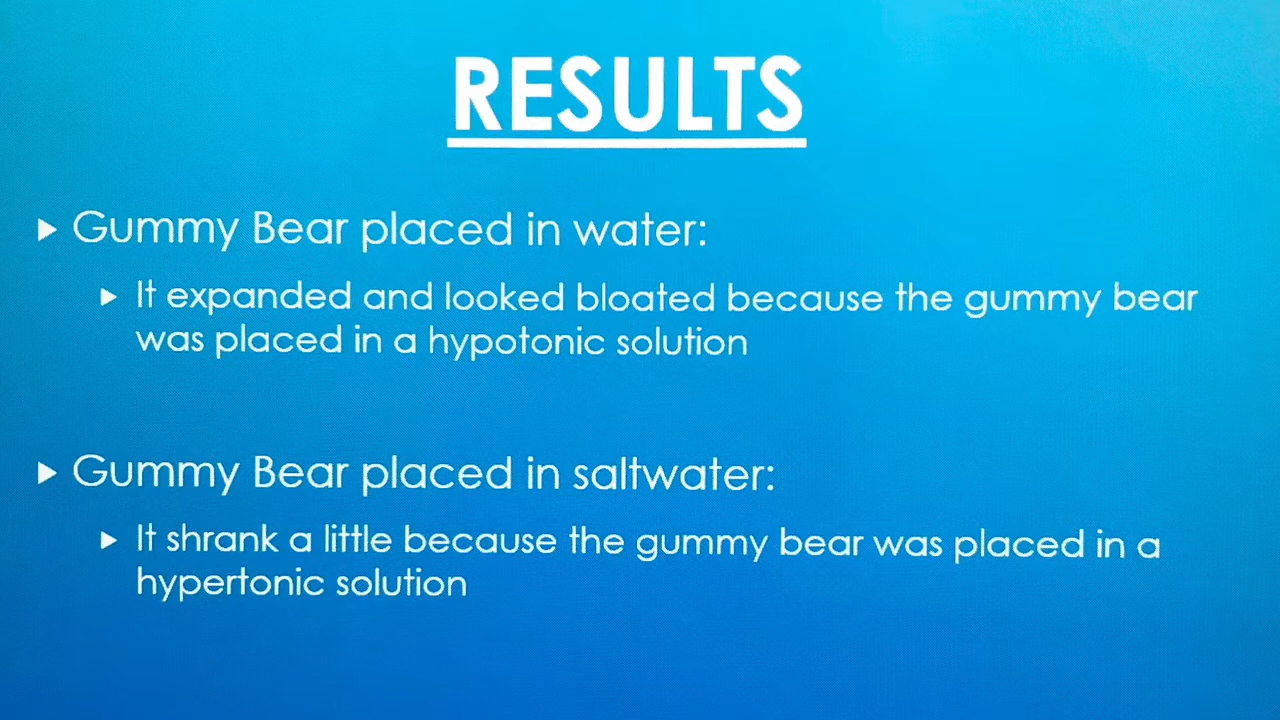 RESULTS
Gummy Bear placed in water:
It expanded and looked bloated because the gummy bear
was placed in a hypotonic solution
Gummy Bear placed in saltwater:
It shrank a little because the gummy bear was placed in a
hypertonic solution